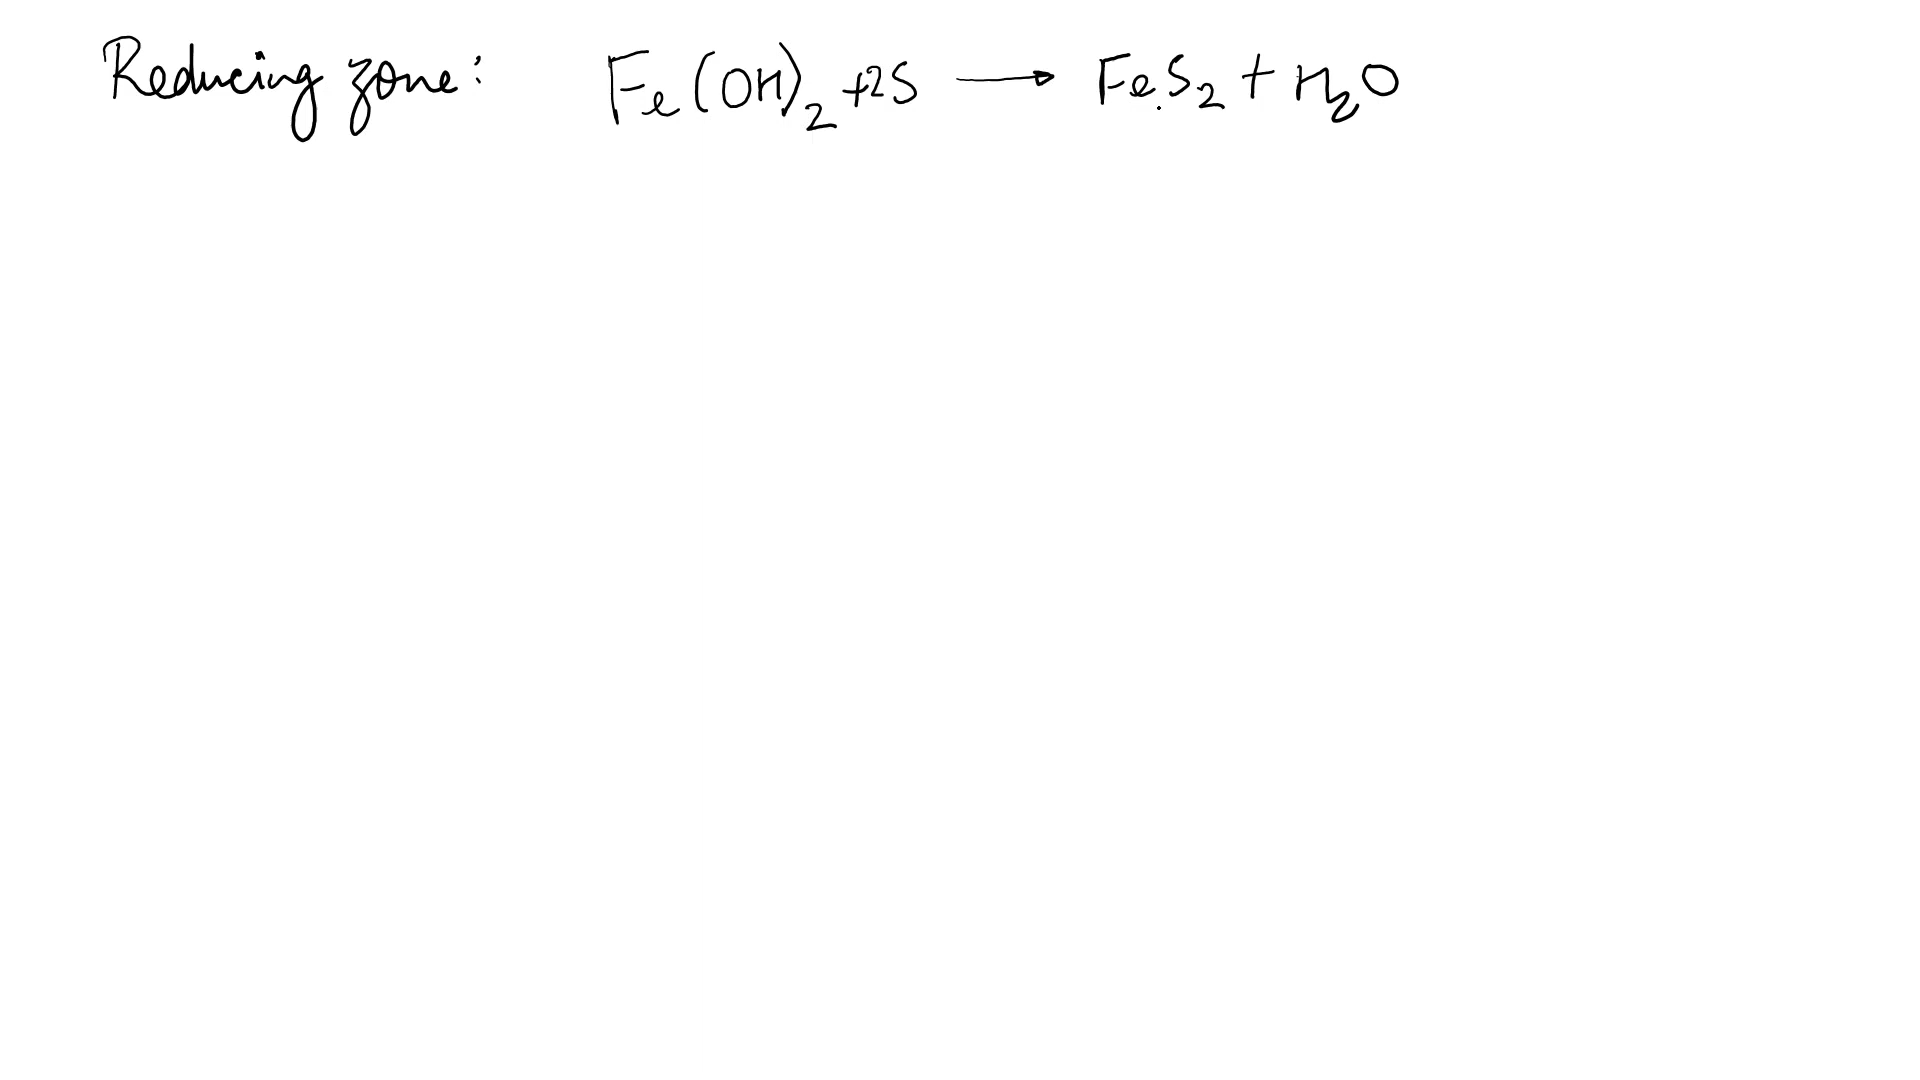 Reducing zone: Fe(OH)₂ + 2S → FeS₂ + H₂O